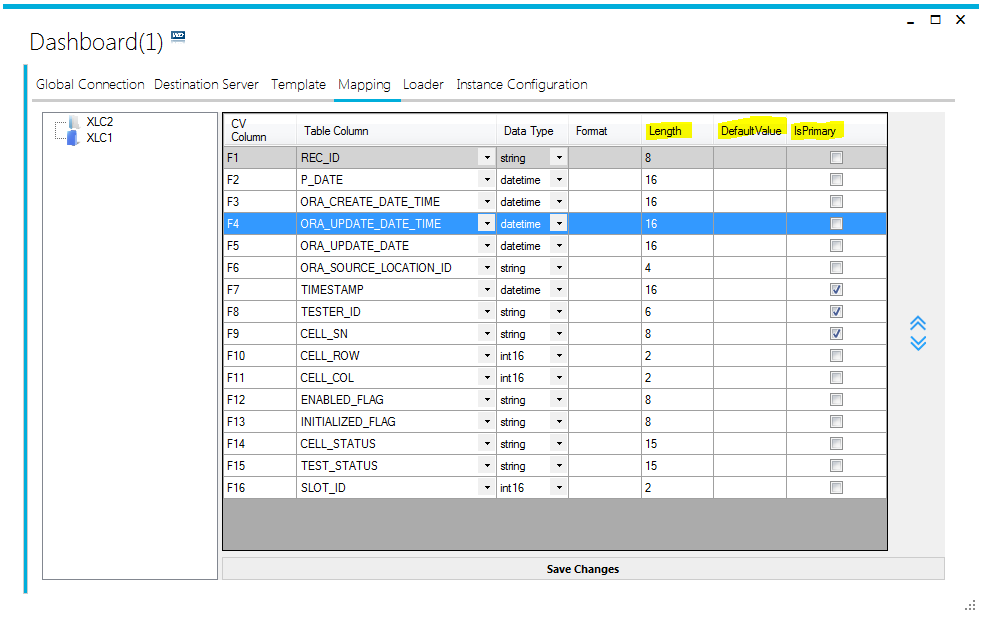 Dashboard(1) WD
Global Connection Destination Server Template Mapping Loader Instance Configuration
XLC2
XLC1
CV Column Table Column Data Type Format Length DefaultValue IsPrimary
F1 REC_ID string 8
F2 P_DATE datetime 16
F3 ORA_CREATE_DATE_TIME datetime 16
F4 ORA_UPDATE_DATE_TIME datetime 16
F5 ORA_UPDATE_DATE datetime 16
F6 ORA_SOURCE_LOCATION_ID string 4
F7 TIMESTAMP datetime 16
F8 TESTER_ID string 6
F9 CELL_SN string 8
F10 CELL_ROW int16 2
F11 CELL_COL int16 2
F12 ENABLED_FLAG string 8
F13 INITIALIZED_FLAG string 8
F14 CELL_STATUS string 15
F15 TEST_STATUS string 15
F16 SLOT_ID int16 2
Save Changes